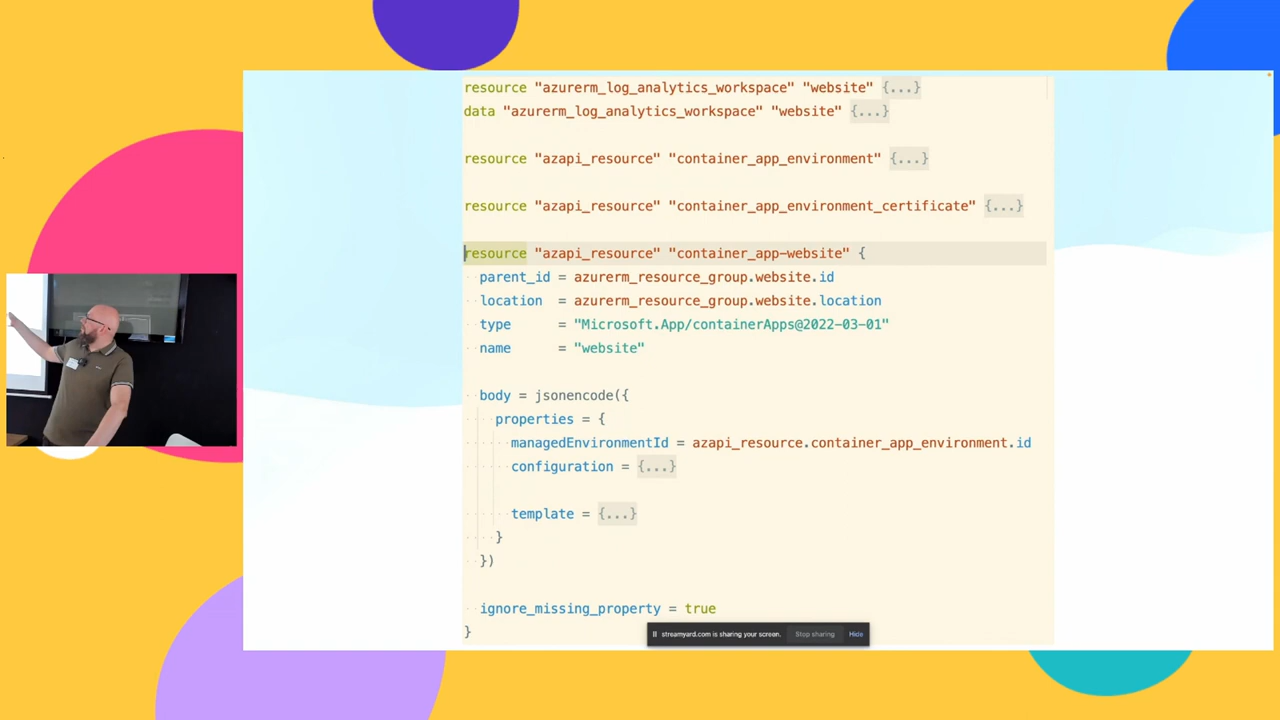 resource "azurerm_log_analytics_workspace" "website" {...}
data "azurerm_log_analytics_workspace" "website" {...}
resource "azapi_resource" "container_app_environment" {...}
resource "azapi_resource" "container_app_environment_certificate" {...}
resource "azapi_resource" "container_app-website" {
parent_id = azurerm_resource_group.website.id
location = azurerm_resource_group.website.location
type = "Microsoft.App/containerApps@2022-03-01"
name = "website"
body = jsonencode({
properties = {
managedEnvironmentId = azapi_resource.container_app_environment.id
configuration = {...}
template = {...}
}
})
ignore_missing_property = true
}
streamyard.com is sharing your screen. Stop sharing Hide